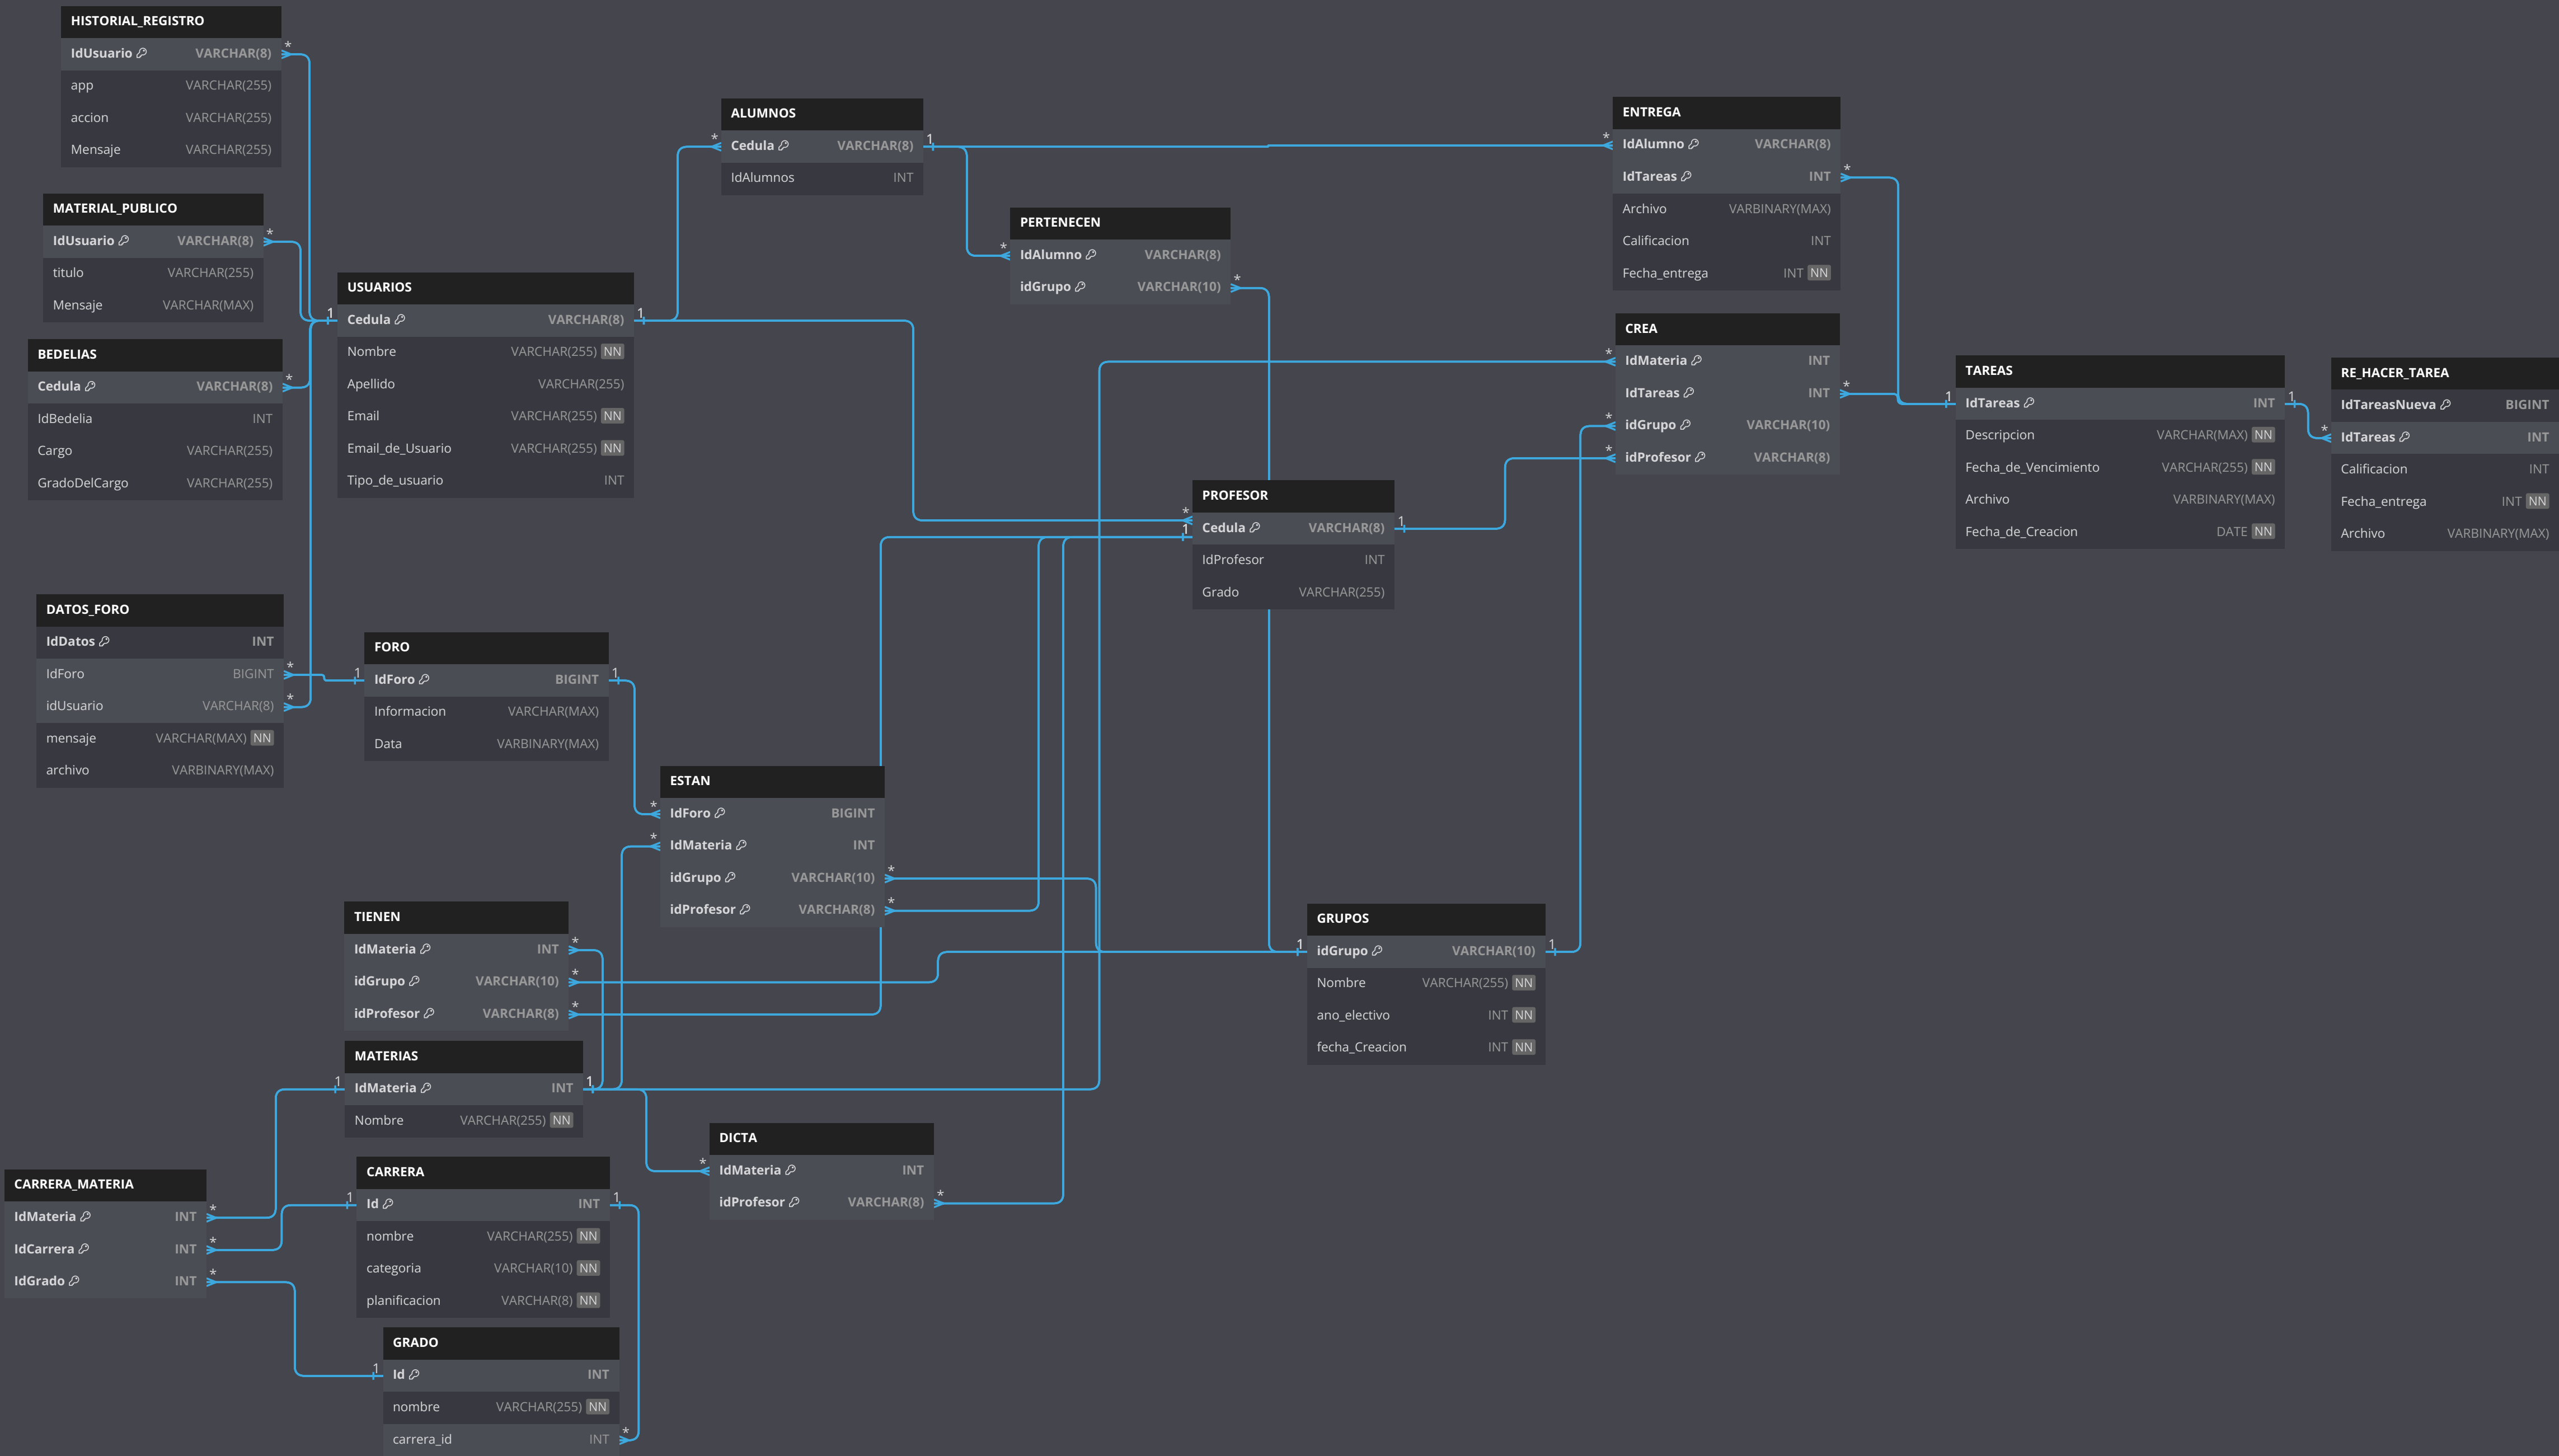 HISTORIAL_REGISTRO
IdUsuario VARCHAR(8)
app VARCHAR(255)
accion VARCHAR(255)
Mensaje VARCHAR(255)
MATERIAL_PUBLICO
IdUsuario VARCHAR(8)
titulo VARCHAR(255)
Mensaje VARCHAR(MAX)
BEDELIAS
Cedula VARCHAR(8)
IdBedelia INT
Cargo VARCHAR(255)
GradoDelCargo VARCHAR(255)
USUARIOS
Cedula VARCHAR(8)
Nombre VARCHAR(255) NN
Apellido VARCHAR(255)
Email VARCHAR(255) NN
Email_de_Usuario VARCHAR(255) NN
Tipo_de_usuario INT
ALUMNOS
Cedula VARCHAR(8)
IdAlumnos INT
PERTENECEN
IdAlumno VARCHAR(8)
idGrupo VARCHAR(10)
ENTREGA
IdAlumno VARCHAR(8)
IdTareas INT
Archivo VARBINARY(MAX)
Calificacion INT
Fecha_entrega INT NN
CREA
IdMateria INT
IdTareas INT
idGrupo VARCHAR(10)
idProfesor VARCHAR(8)
TAREAS
IdTareas INT
Descripcion VARCHAR(MAX) NN
Fecha_de_Vencimiento VARCHAR(255) NN
Archivo VARBINARY(MAX)
Fecha_de_Creacion DATE NN
RE_HACER_TAREA
IdTareasNueva BIGINT
IdTareas INT
Calificacion INT
Fecha_entrega INT NN
Archivo VARBINARY(MAX)
PROFESOR
Cedula VARCHAR(8)
IdProfesor INT
Grado VARCHAR(255)
DATOS_FORO
IdDatos INT
IdForo BIGINT
idUsuario VARCHAR(8)
mensaje VARCHAR(MAX) NN
archivo VARBINARY(MAX)
FORO
IdForo BIGINT
Informacion VARCHAR(MAX)
Data VARBINARY(MAX)
ESTAN
IdForo BIGINT
IdMateria INT
idGrupo VARCHAR(10)
idProfesor VARCHAR(8)
TIENEN
IdMateria INT
idGrupo VARCHAR(10)
idProfesor VARCHAR(8)
GRUPOS
idGrupo VARCHAR(10)
Nombre VARCHAR(255) NN
ano_electivo INT NN
fecha_Creacion INT NN
MATERIAS
IdMateria INT
Nombre VARCHAR(255) NN
DICTA
IdMateria INT
idProfesor VARCHAR(8)
CARRERA_MATERIA
IdMateria INT
IdCarrera INT
IdGrado INT
CARRERA
Id INT
nombre VARCHAR(255) NN
categoria VARCHAR(10) NN
planificacion VARCHAR(8) NN
GRADO
Id INT
nombre VARCHAR(255) NN
carrera_id INT